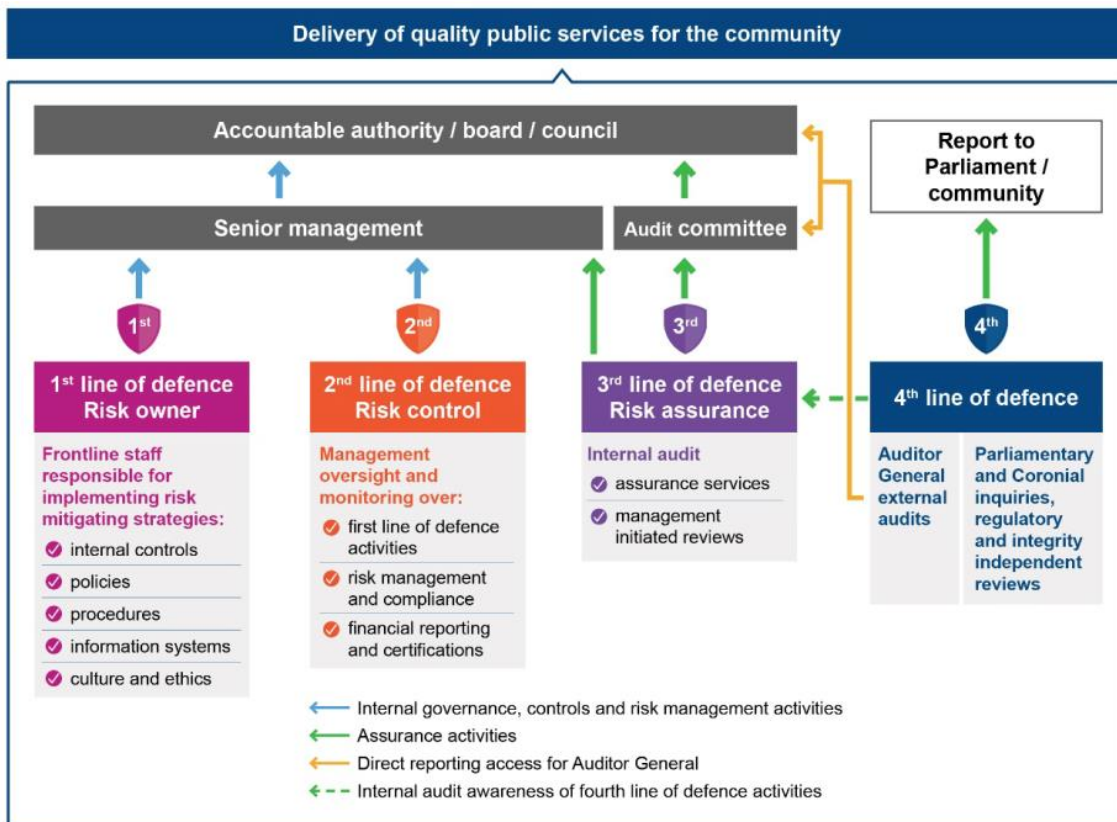 Delivery of quality public services for the community
Accountable authority / board / council
Report to
Parliament /
community
Senior management
Audit committee
1st
2nd
3rd
4th
1st line of defence
Risk owner
2nd line of defence
Risk control
3rd line of defence
Risk assurance
4th line of defence
Frontline staff
responsible for
implementing risk
mitigating strategies:
internal controls
policies
procedures
information systems
culture and ethics
Management
oversight and
monitoring over:
first line of defence
activities
risk management
and compliance
financial reporting
and certifications
Internal audit
assurance services
management
initiated reviews
Auditor
General
external
audits
Parliamentary
and Coronial
inquiries,
regulatory
and integrity
independent
reviews
Internal governance, controls and risk management activities
Assurance activities
Direct reporting access for Auditor General
Internal audit awareness of fourth line of defence activities